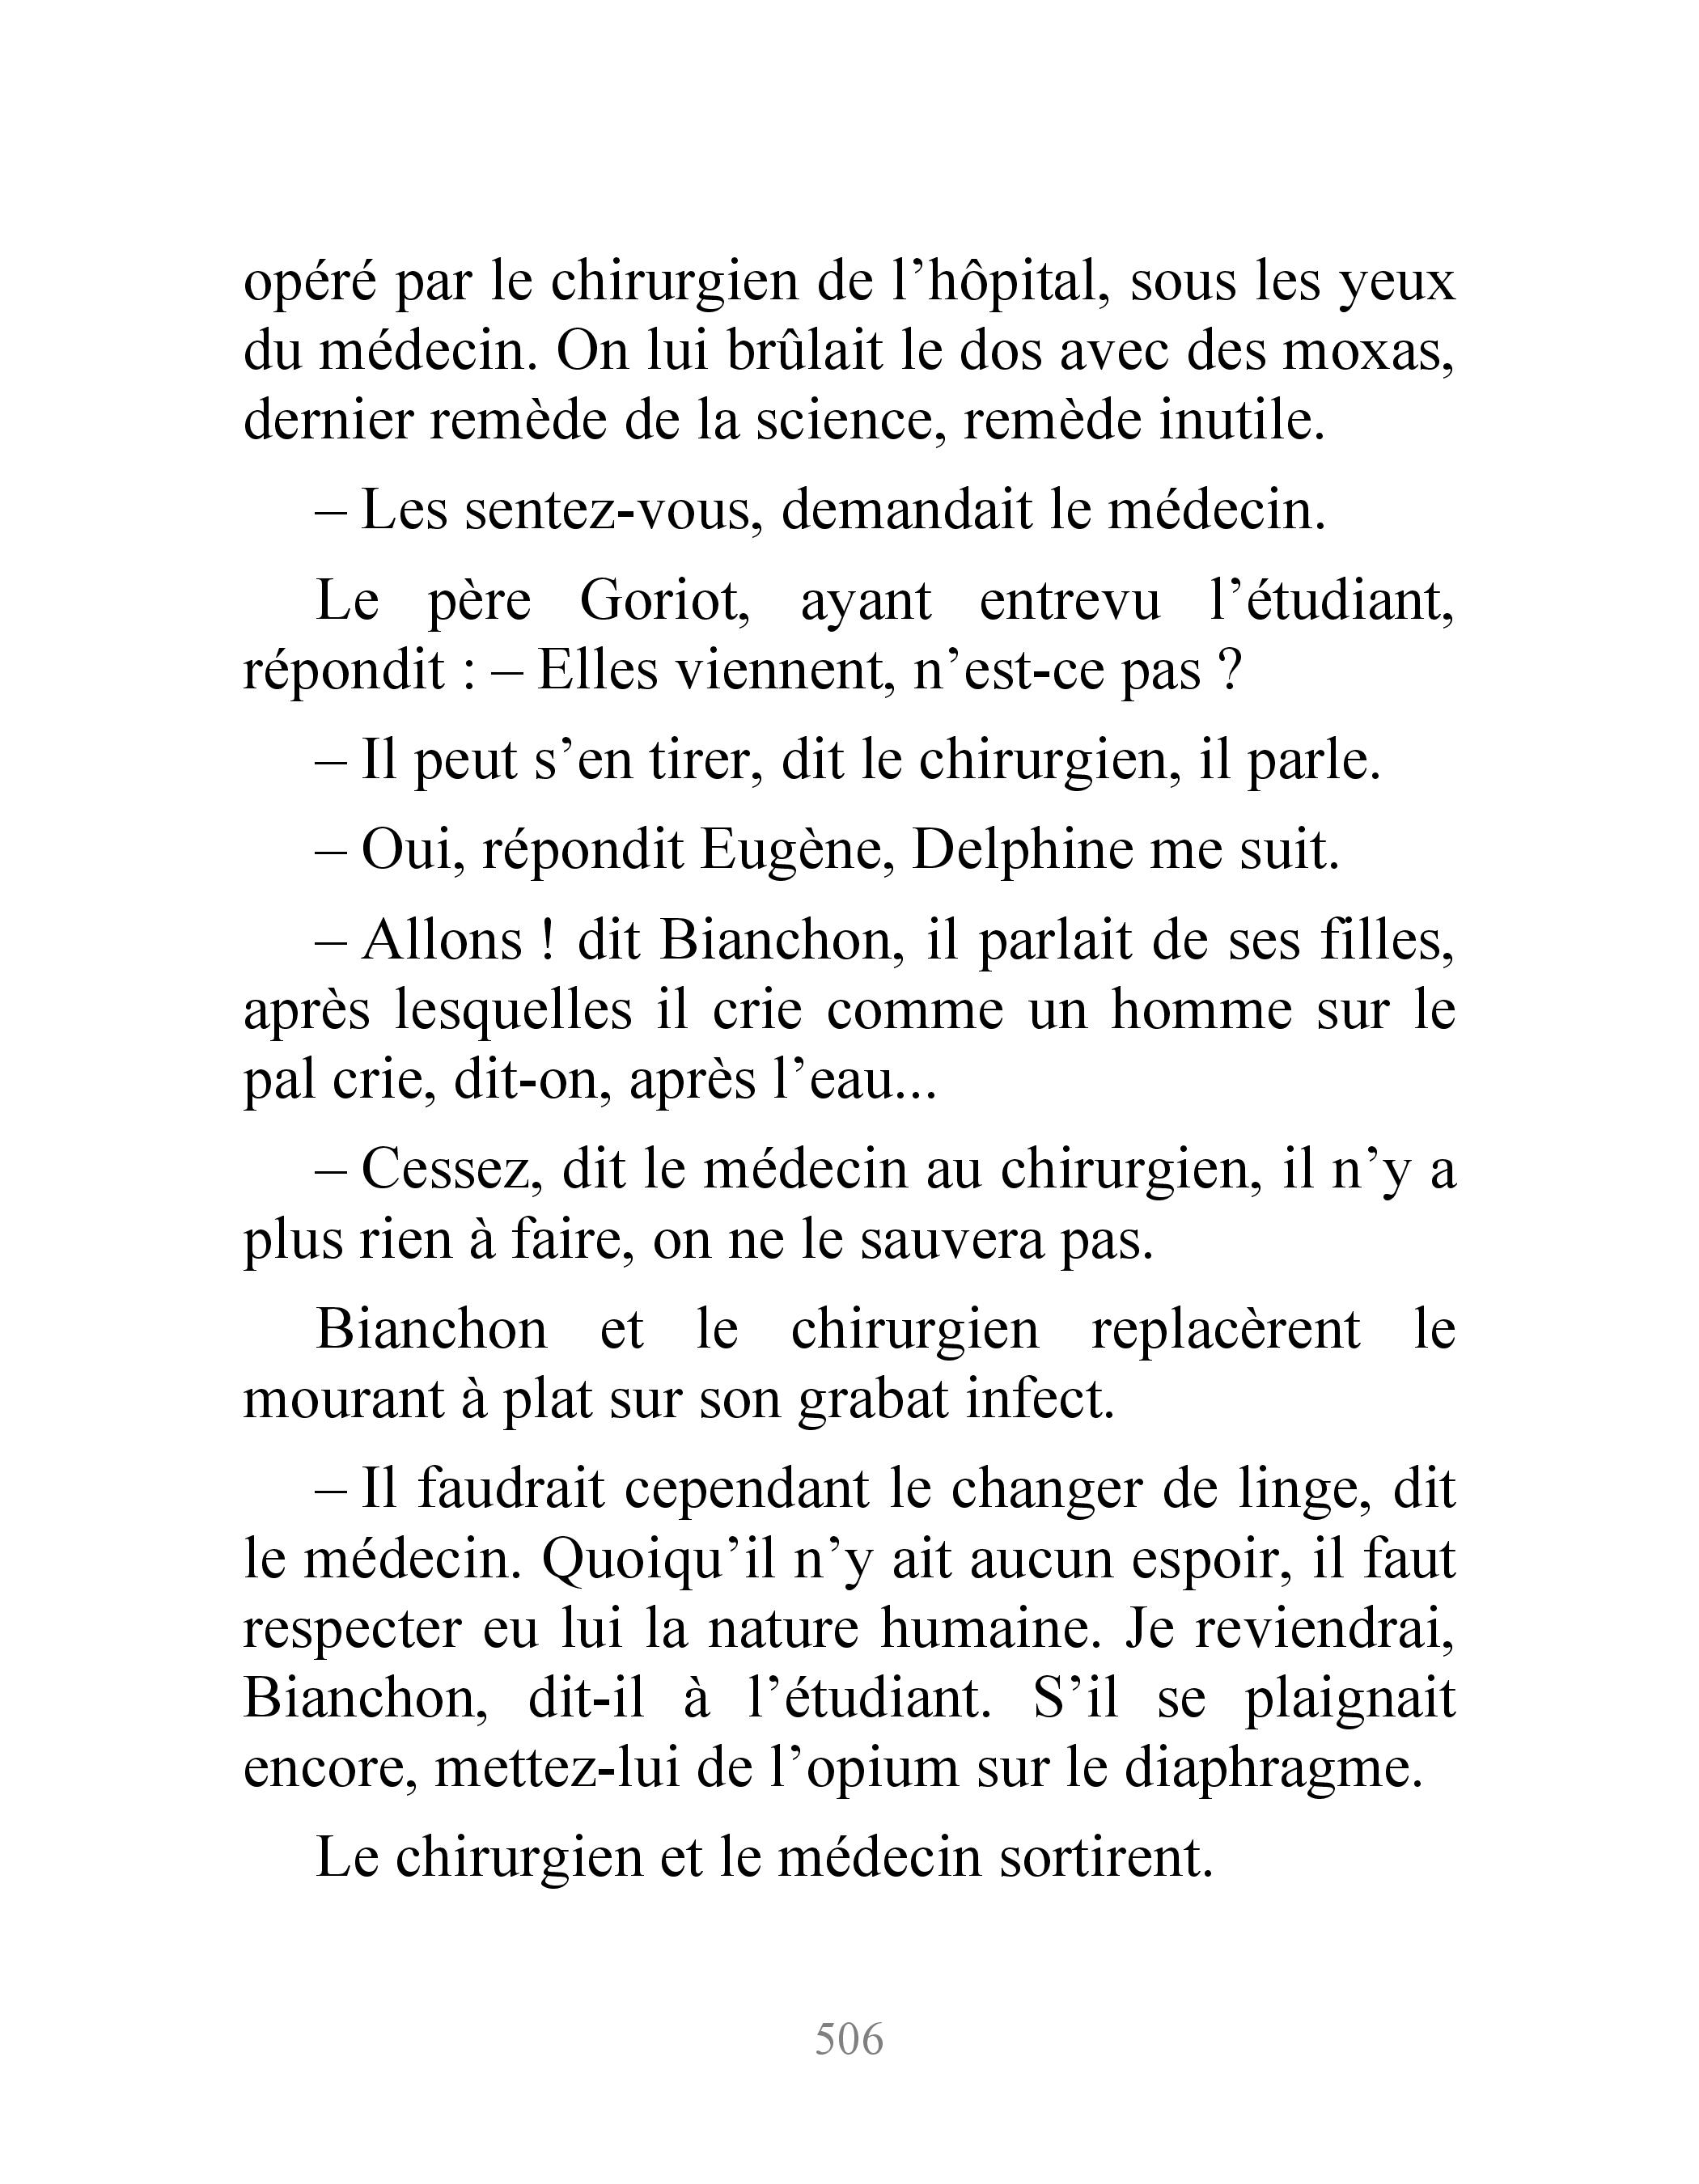 opéré par le chirurgien de l’hôpital, sous les yeux
du médecin. On lui brûlait le dos avec des moxas,
dernier remède de la science, remède inutile.
– Les sentez-vous, demandait le médecin.
Le père Goriot, ayant entrevu l’étudiant,
répondit : – Elles viennent, n’est-ce pas ?
– Il peut s’en tirer, dit le chirurgien, il parle.
– Oui, répondit Eugène, Delphine me suit.
– Allons ! dit Bianchon, il parlait de ses filles,
après lesquelles il crie comme un homme sur le
pal crie, dit-on, après l’eau...
– Cessez, dit le médecin au chirurgien, il n’y a
plus rien à faire, on ne le sauvera pas.
Bianchon et le chirurgien replacèrent le
mourant à plat sur son grabat infect.
– Il faudrait cependant le changer de linge, dit
le médecin. Quoiqu’il n’y ait aucun espoir, il faut
respecter eu lui la nature humaine. Je reviendrai,
Bianchon, dit-il à l’étudiant. S’il se plaignait
encore, mettez-lui de l’opium sur le diaphragme.
Le chirurgien et le médecin sortirent.
506